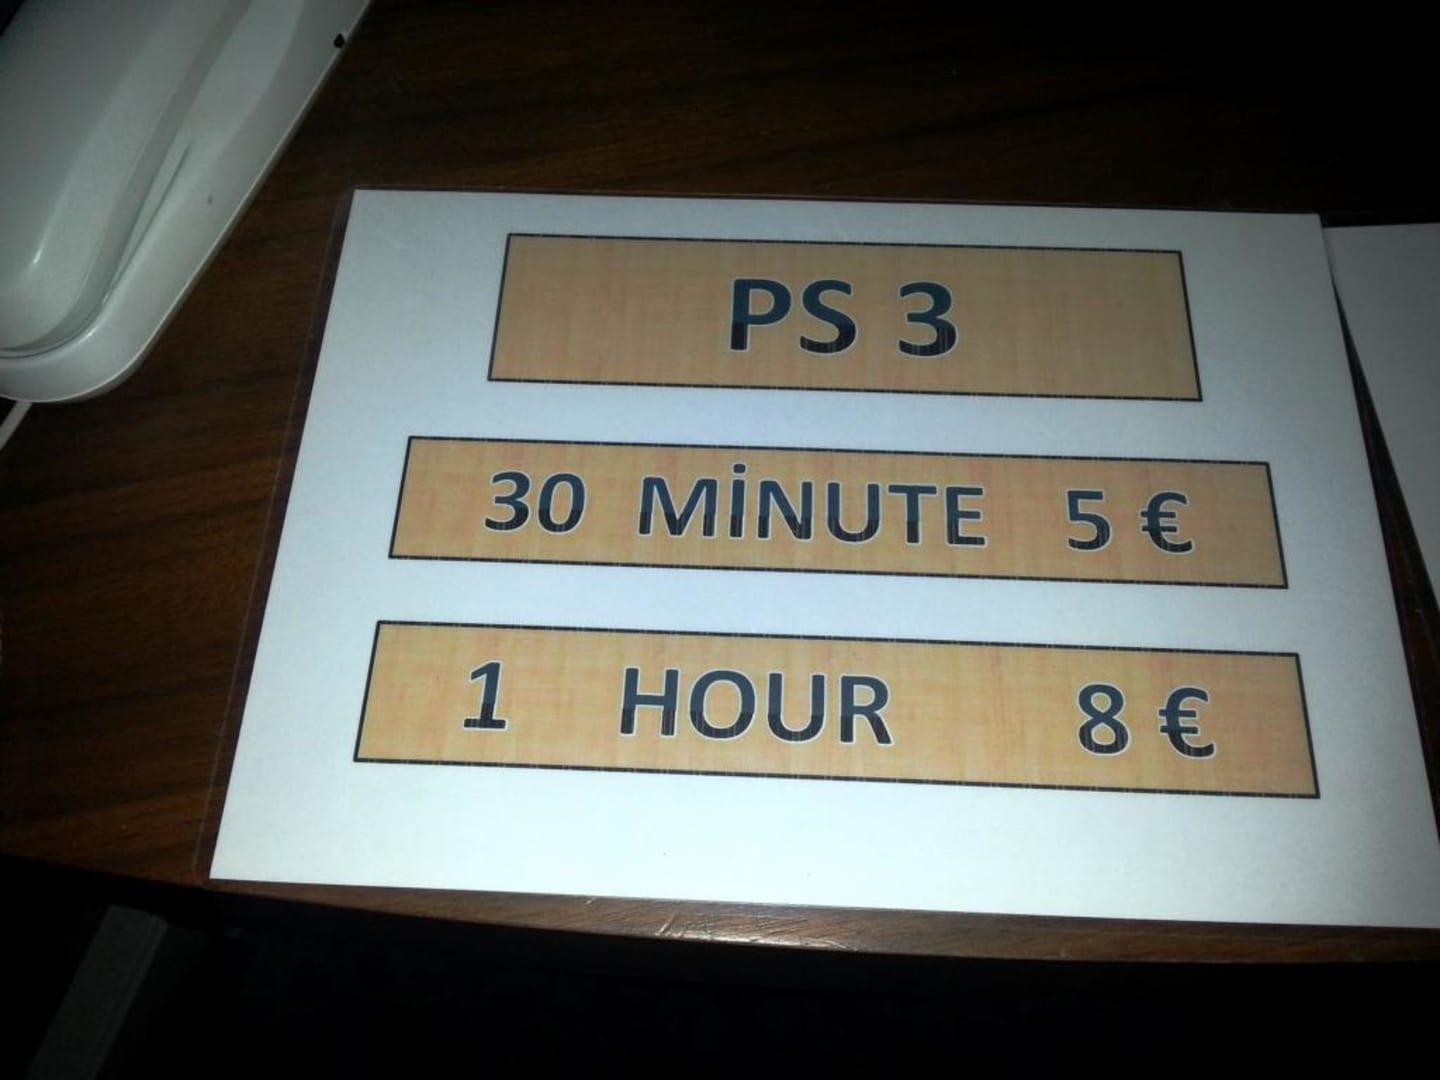 PS 3
30 MİNUTE 5 €
1 HOUR 8 €